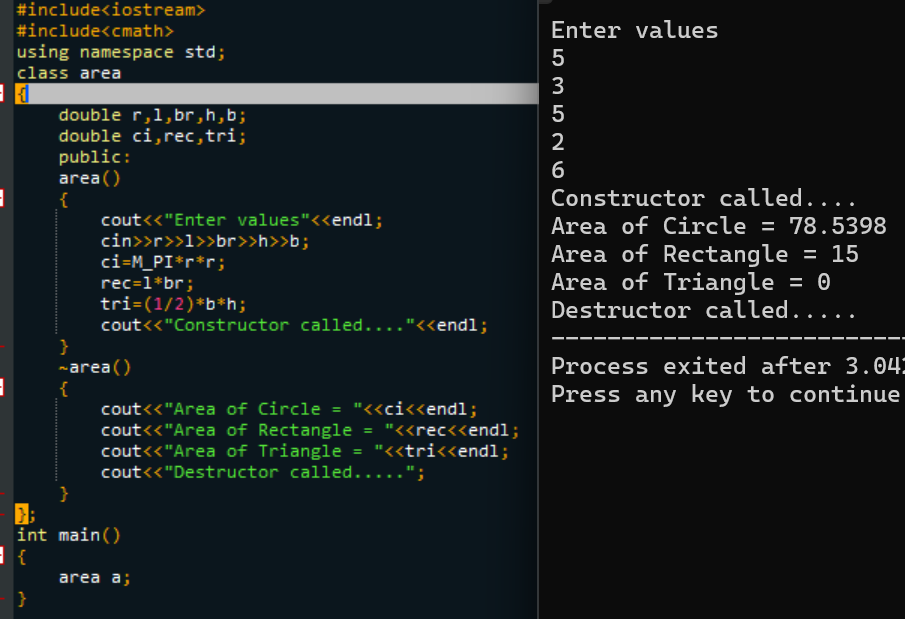 #include<iostream>
#include<cmath>
using namespace std;
class area
{
    double r,l,br,h,b;
    double ci,rec,tri;
    public:
    area()
    {
        cout<<"Enter values"<<endl;
        cin>>r>>l>>br>>h>>b;
        ci=M_PI*r*r;
        rec=l*br;
        tri=(1/2)*b*h;
        cout<<"Constructor called...."<<endl;
    }
    ~area()
    {
        cout<<"Area of Circle = "<<ci<<endl;
        cout<<"Area of Rectangle = "<<rec<<endl;
        cout<<"Area of Triangle = "<<tri<<endl;
        cout<<"Destructor called.....";
    }
};
int main()
{
    area a;
}
Enter values
5
3
5
2
6
Constructor called....
Area of Circle = 78.5398
Area of Rectangle = 15
Area of Triangle = 0
Destructor called.....
--------------------------
Process exited after 3.042
Press any key to continue